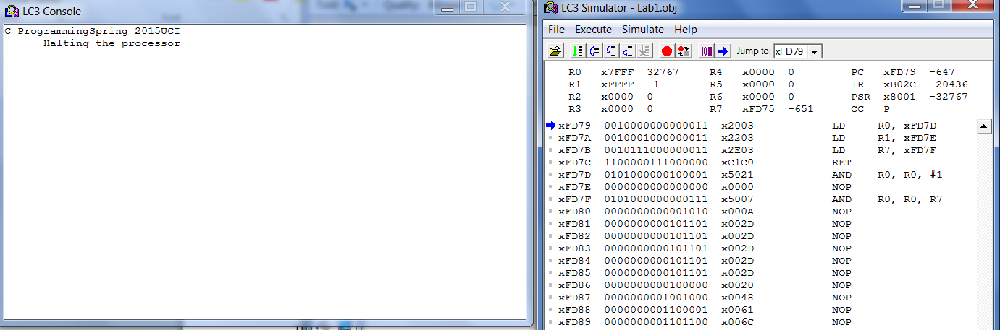 LC3 Console
C ProgrammingSpring 2015UCI
----- Halting the processor -----
LC3 Simulator - Lab1.obj
File Execute Simulate Help
Jump to: xFD79
R0 x7FFF 32767 R4 x0000 0 PC xFD79 -647
R1 xFFFF -1 R5 x0000 0 IR xB02C -20436
R2 x0000 0 R6 x0000 0 PSR x8001 -32767
R3 x0000 0 R7 xFD75 -651 CC P
xFD79 0010000000000011 x2003 LD R0, xFD7D
xFD7A 0010001000000011 x2203 LD R1, xFD7E
xFD7B 0010111000000011 x2E03 LD R7, xFD7F
xFD7C 1100000111000000 xC1C0 RET
xFD7D 0101000000100001 x5021 AND R0, R0, #1
xFD7E 0000000000000000 x0000 NOP
xFD7F 0101000000000111 x5007 AND R0, R0, R7
xFD80 0000000000001010 x000A NOP
xFD81 0000000000101101 x002D NOP
xFD82 0000000000101101 x002D NOP
xFD83 0000000000101101 x002D NOP
xFD84 0000000000101101 x002D NOP
xFD85 0000000000101101 x002D NOP
xFD86 0000000000100000 x0020 NOP
xFD87 0000000001001000 x0048 NOP
xFD88 0000000001100001 x0061 NOP
xFD89 0000000001101100 x006C NOP